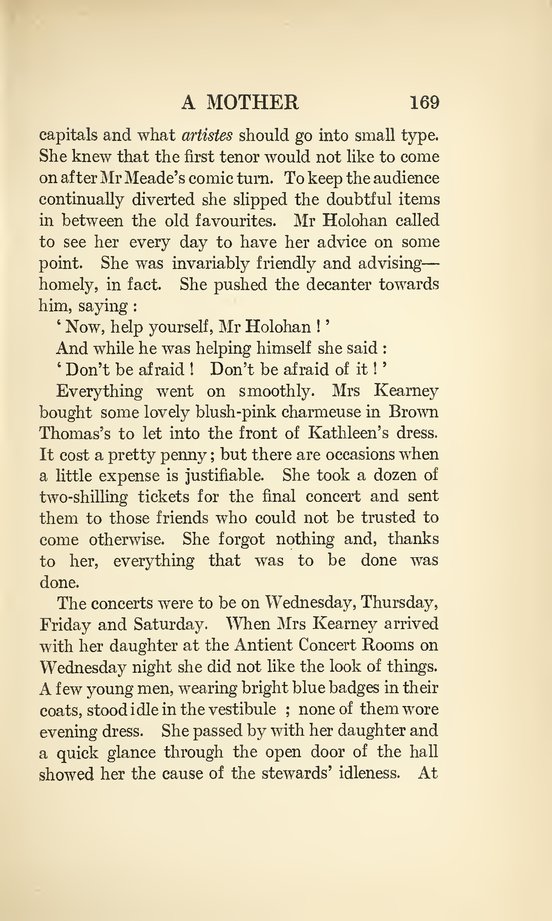 A MOTHER 169
capitals and what artistes should go into small type.
She knew that the first tenor would not like to come
on after Mr Meade's comic turn. To keep the audience
continually diverted she slipped the doubtful items
in between the old favourites. Mr Holohan called
to see her every day to have her advice on some
point. She was invariably friendly and advising—
homely, in fact. She pushed the decanter towards
him, saying :
‘ Now, help yourself, Mr Holohan ! ’
And while he was helping himself she said :
‘ Don't be afraid ! Don't be afraid of it ! ’
Everything went on smoothly. Mrs Kearney
bought some lovely blush-pink charmeuse in Brown
Thomas's to let into the front of Kathleen's dress.
It cost a pretty penny ; but there are occasions when
a little expense is justifiable. She took a dozen of
two-shilling tickets for the final concert and sent
them to those friends who could not be trusted to
come otherwise. She forgot nothing and, thanks
to her, everything that was to be done was
done.
The concerts were to be on Wednesday, Thursday,
Friday and Saturday. When Mrs Kearney arrived
with her daughter at the Antient Concert Rooms on
Wednesday night she did not like the look of things.
A few young men, wearing bright blue badges in their
coats, stood idle in the vestibule ; none of them wore
evening dress. She passed by with her daughter and
a quick glance through the open door of the hall
showed her the cause of the stewards' idleness. At